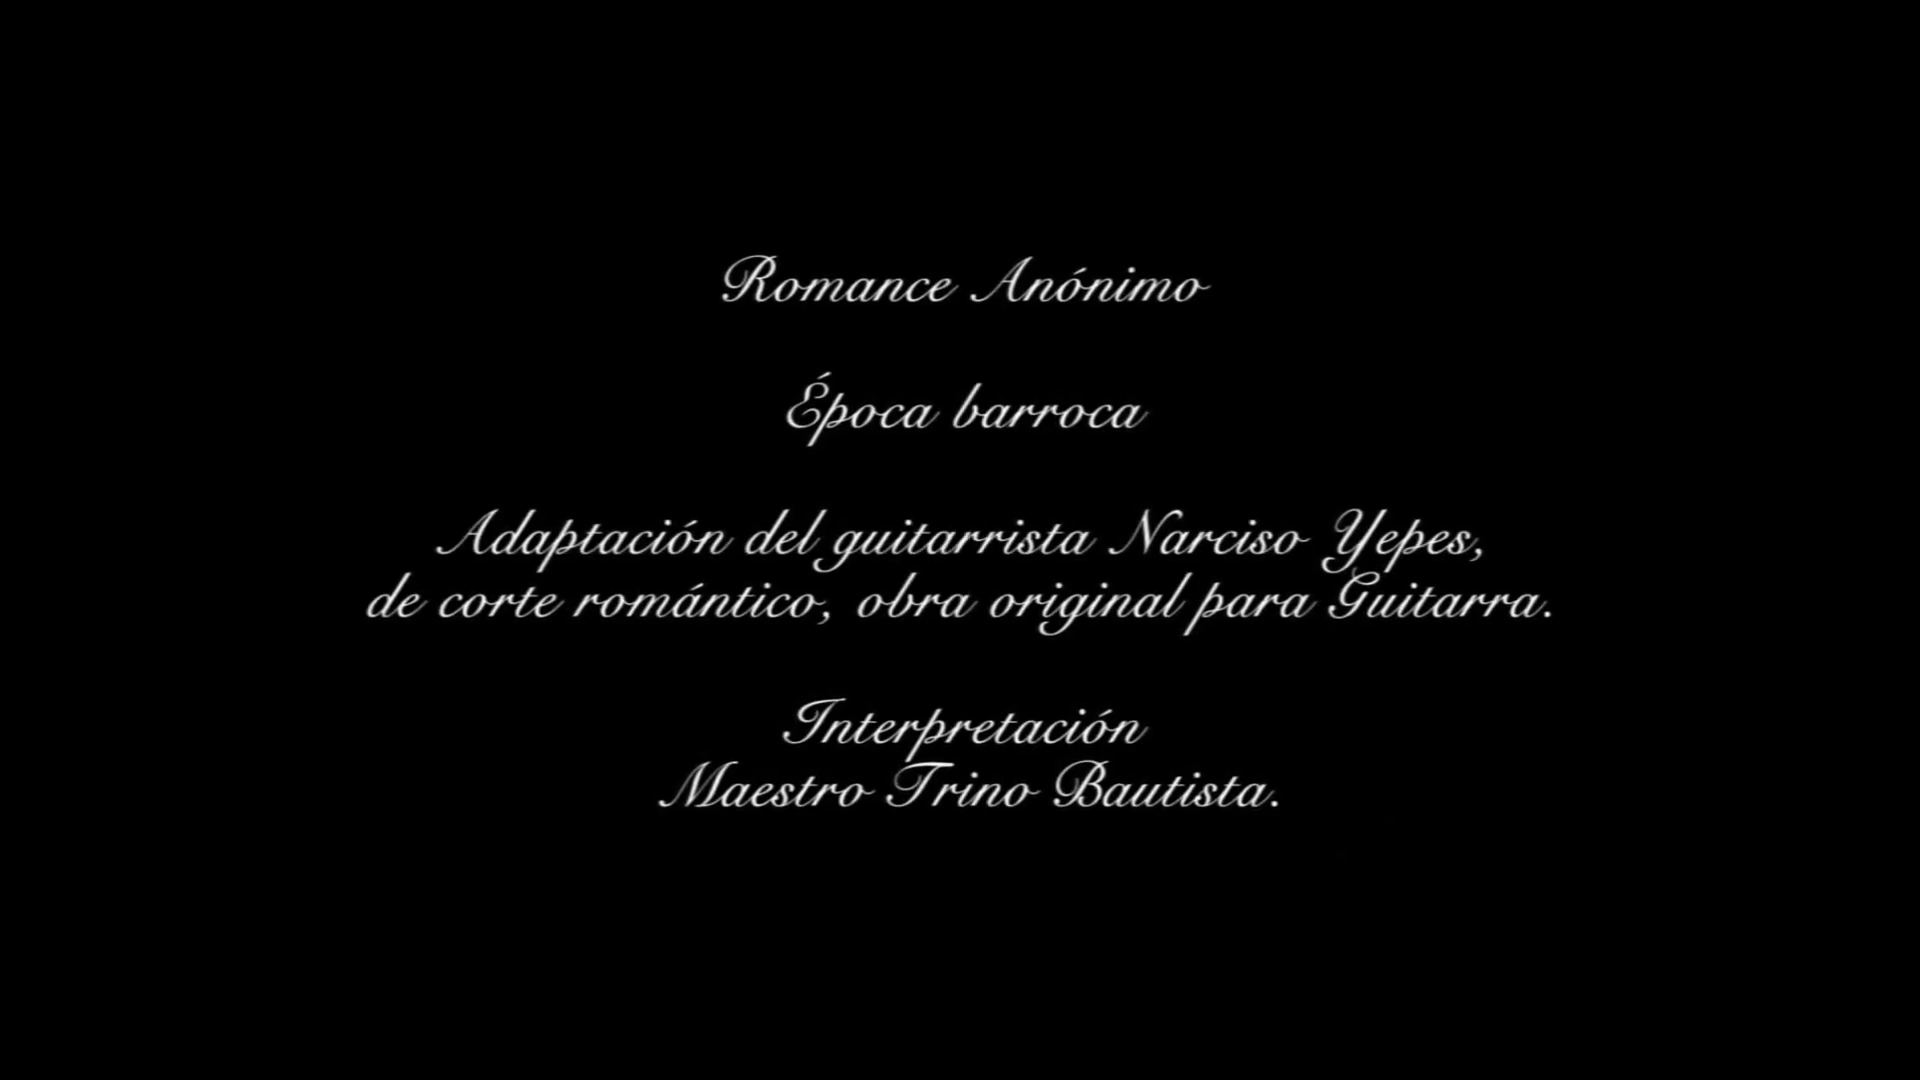 Romance Anónimo
Época barroca
Adaptación del guitarrista Narciso Yepes,
de corte romántico, obra original para Guitarra.
Interpretación
Maestro Trino Bautista.